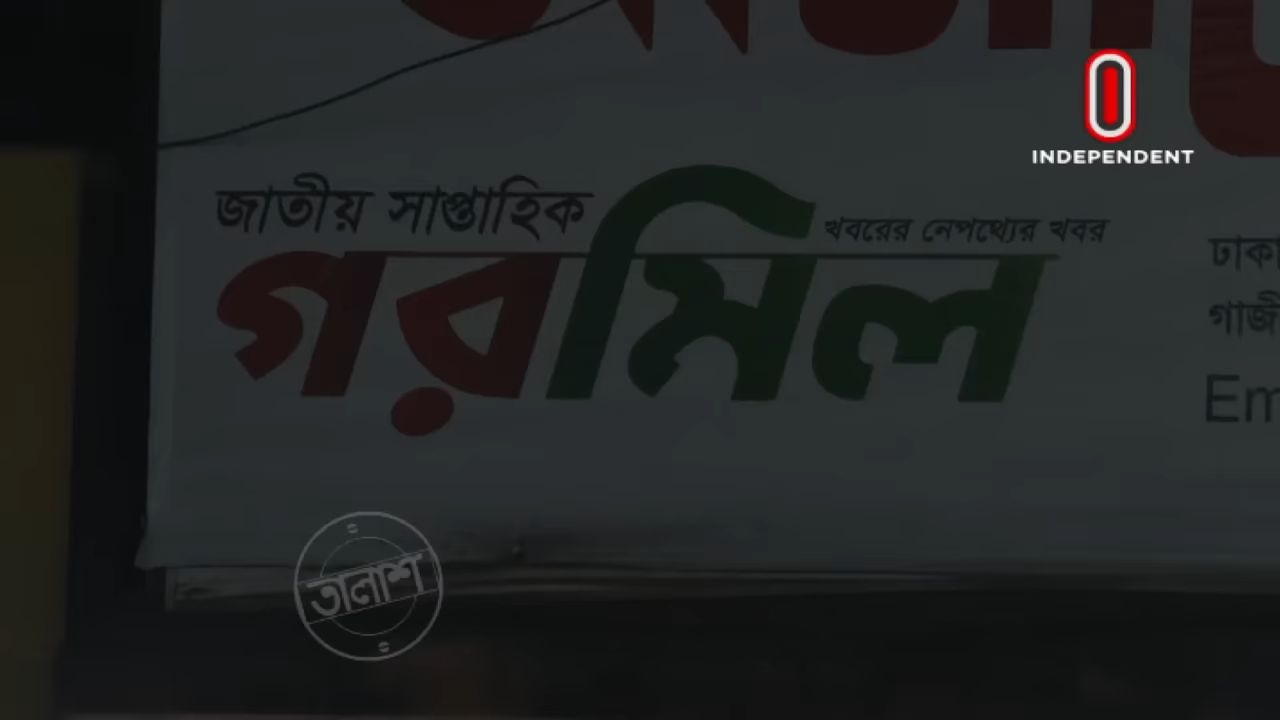 INDEPENDENT
জাতীয় সাপ্তাহিক
খবরের নেপথ্যের খবর
গরমিল
তালাশ